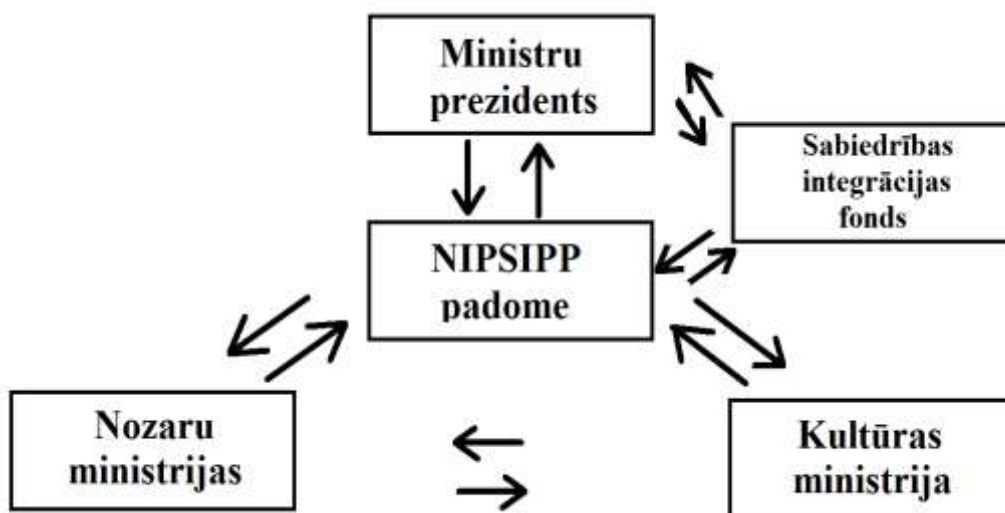 Ministru
prezidents
Sabiedrības
integrācijas
fonds
NIPSIPP
padome
Nozaru
ministrijas
Kultūras
ministrija